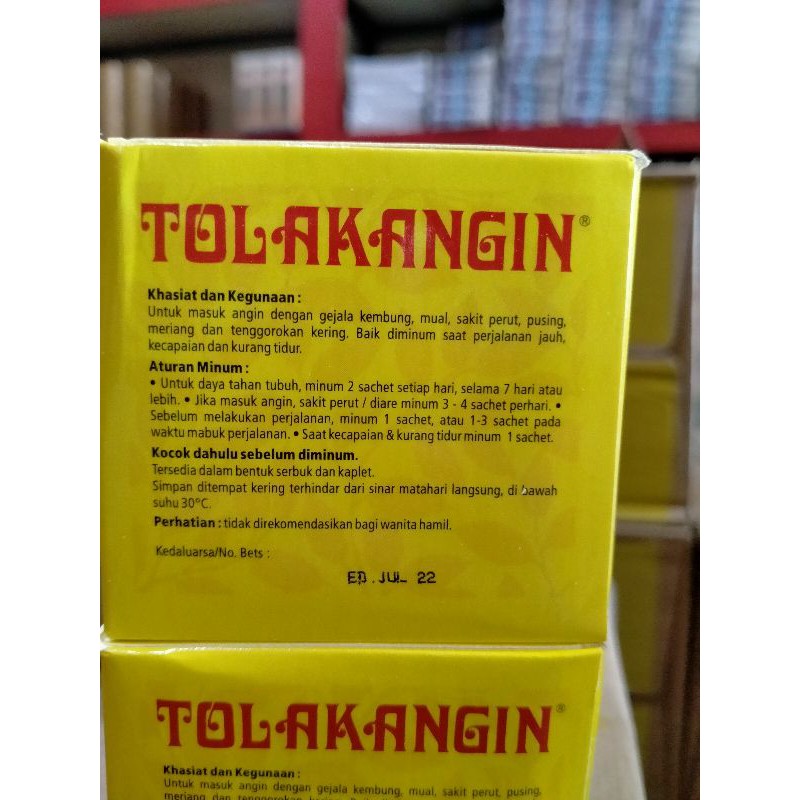 TOLAKANGIN®
Khasiat dan Kegunaan :
Untuk masuk angin dengan gejala kembung, mual, sakit perut, pusing,
meriang dan tenggorokan kering. Baik diminum saat perjalanan jauh,
kecapaian dan kurang tidur.
Aturan Minum :
• Untuk daya tahan tubuh, minum 2 sachet setiap hari, selama 7 hari atau
lebih. • Jika masuk angin, sakit perut / diare minum 3 - 4 sachet perhari. •
Sebelum melakukan perjalanan, minum 1 sachet, atau 1-3 sachet pada
waktu mabuk perjalanan. • Saat kecapaian & kurang tidur minum 1 sachet.
Kocok dahulu sebelum diminum.
Tersedia dalam bentuk serbuk dan kaplet.
Simpan ditempat kering terhindar dari sinar matahari langsung, di bawah
suhu 30°C.
Perhatian : tidak direkomendasikan bagi wanita hamil.
Kedaluarsa/No. Bets :
ED . JUL 22
TOLAKANGIN®
Khasiat dan Kegunaan :
Untuk masuk angin dengan gejala kembung, mual, sakit perut, pusing,
meriang dan tenggorokan